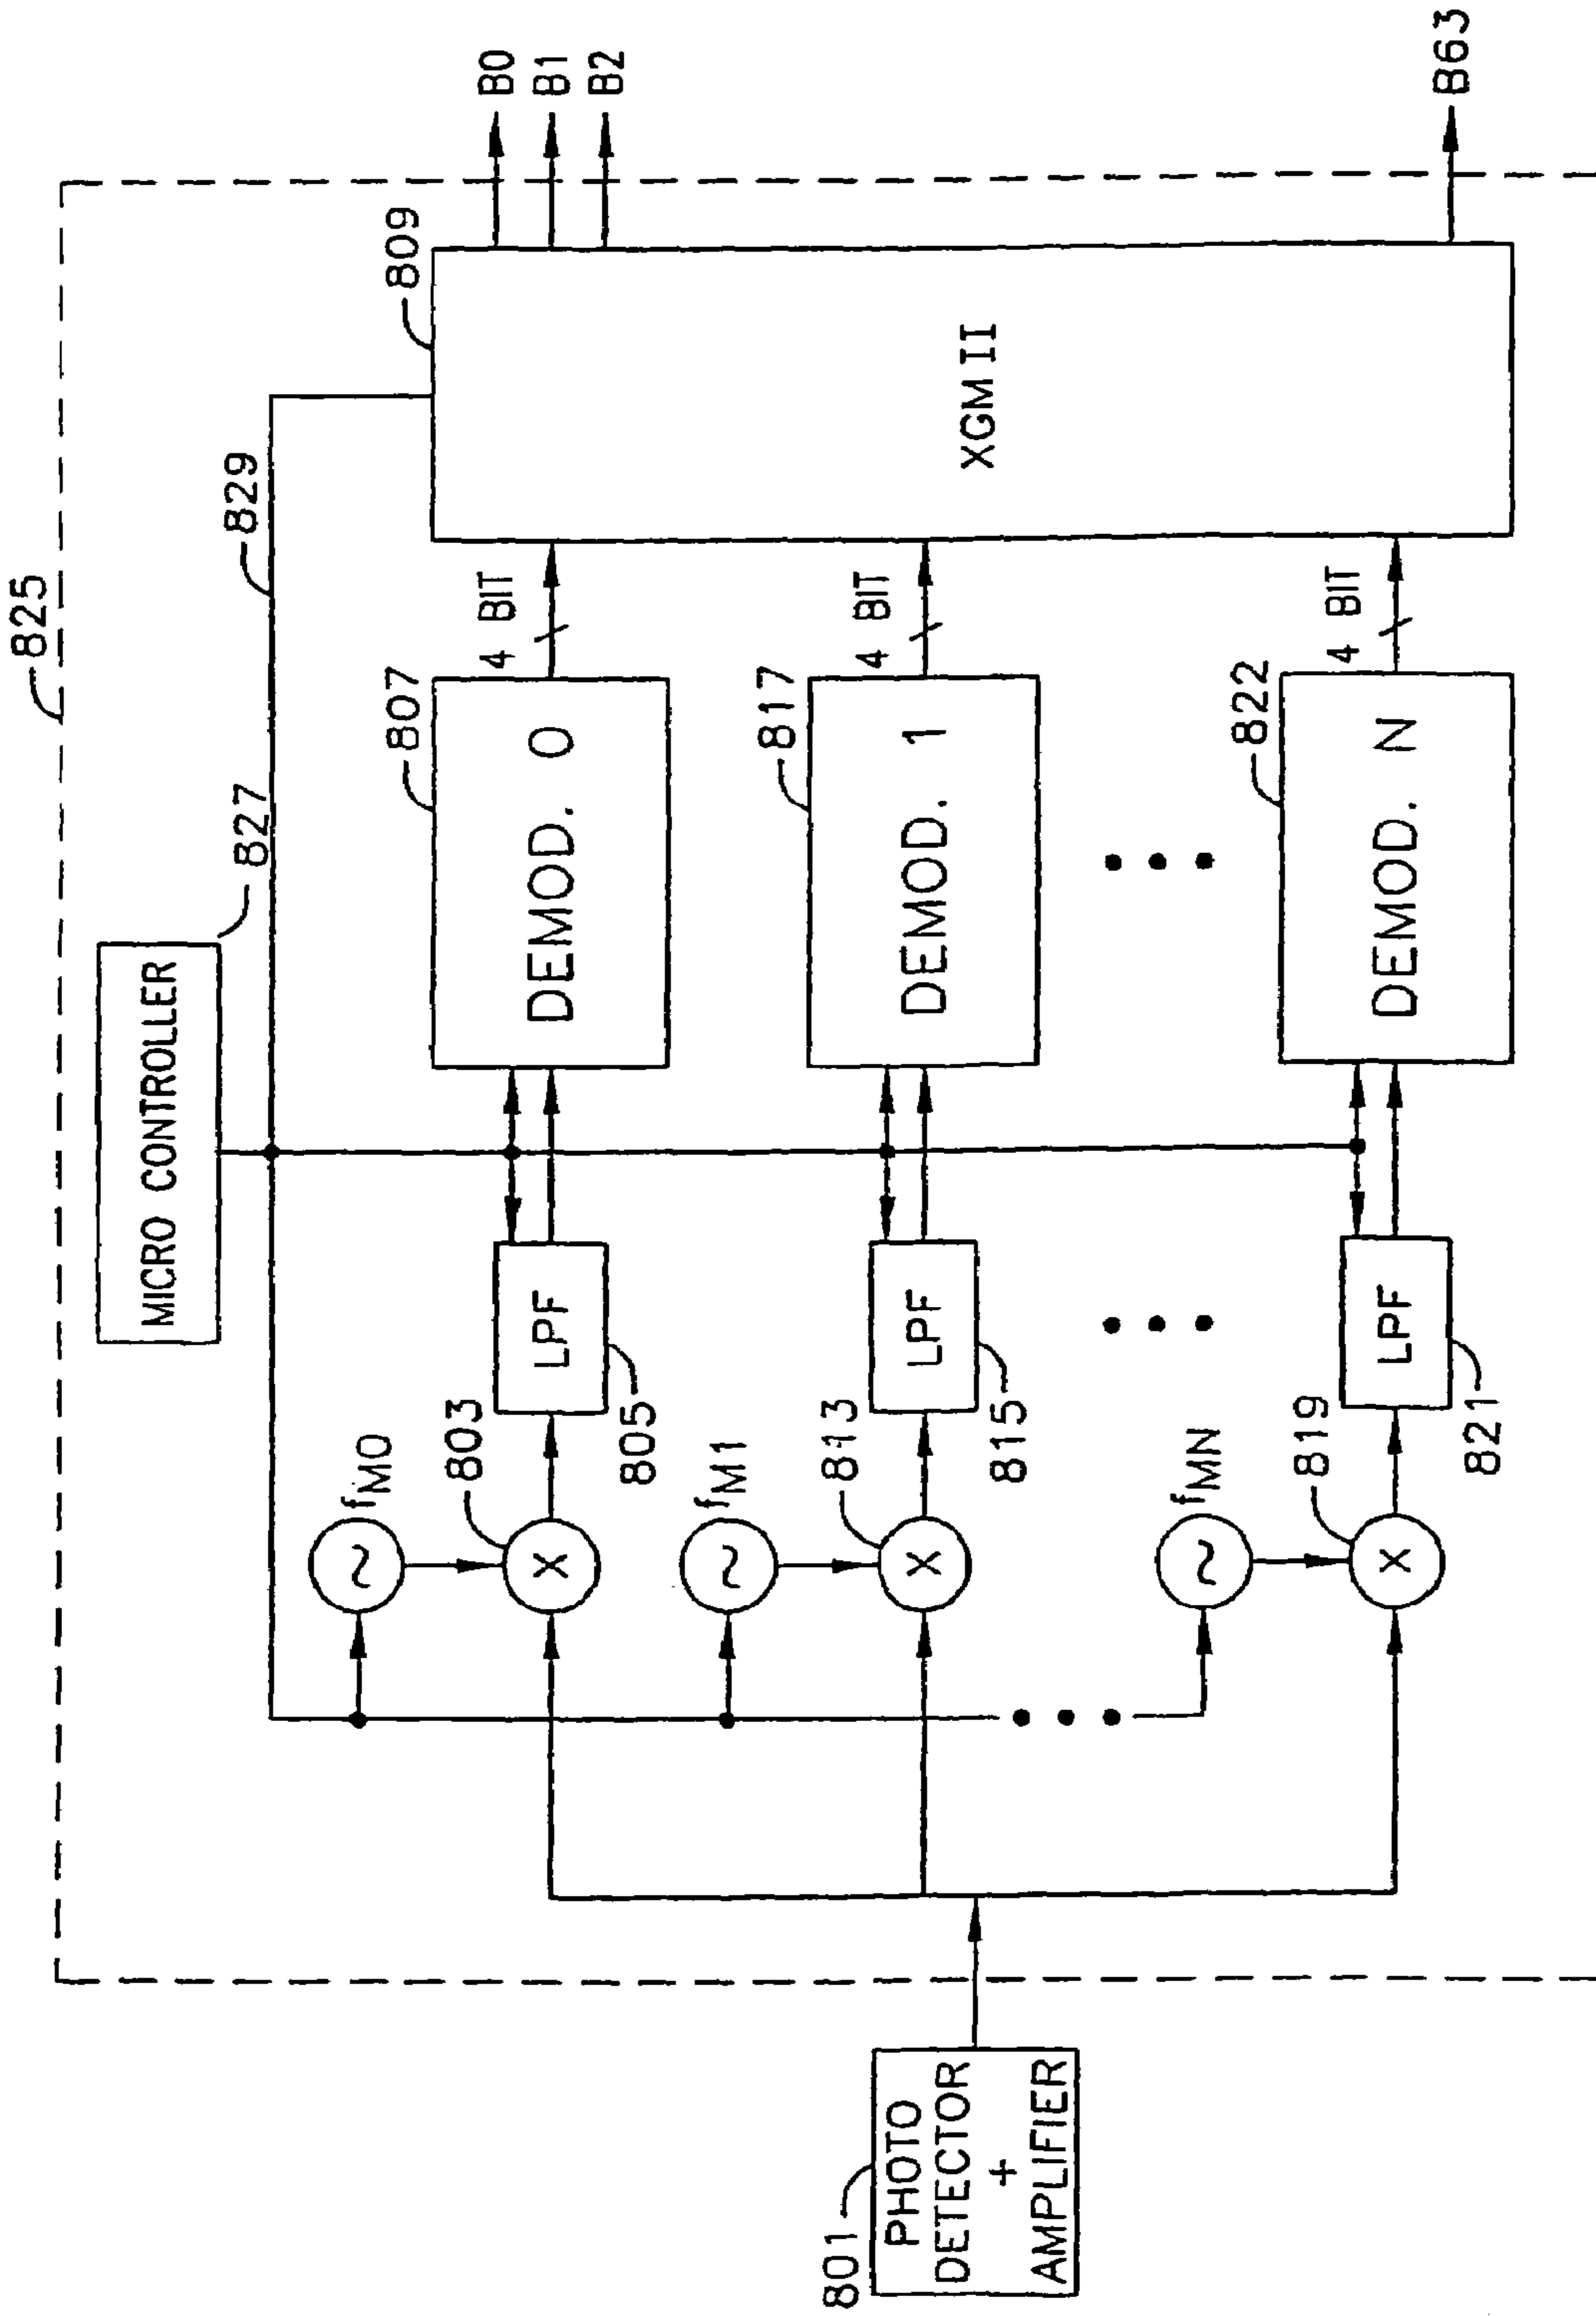 825
MICRO CONTROLLER
827
829
809
B0
B1
B2
B63
XGM II
fM0
803
LPF
805
807
DEMOD. 0
4 BIT
fM1
813
LPF
815
817
DEMOD. 1
4 BIT
fMN
819
LPF
821
822
DEMOD. N
4 BIT
801
PHOTO
DETECTOR
+
AMPLIFIER